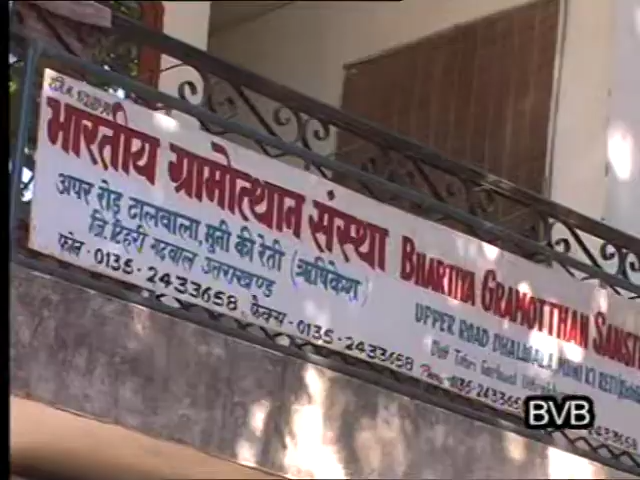 भारतीय ग्रामोत्थान संस्था
अपर रोड़ ढालवाला, मुनी की रेती (ऋषिकेश)
जि. टिहरी गढ़वाल उत्तराखण्ड
फोन - 0135 - 2433658 फैक्स - 0135 - 2433658
BHARTIYA GRAMOTTHAN
UPPER ROAD DHALWALA, MUNI KI RETI
BVB